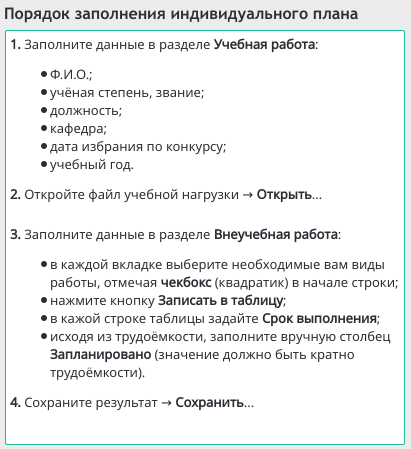 Порядок заполнения индивидуального плана
1. Заполните данные в разделе Учебная работа:
● Ф.И.О.;
● учёная степень, звание;
● должность;
● кафедра;
● дата избрания по конкурсу;
● учебный год.
2. Откройте файл учебной нагрузки → Открыть...
3. Заполните данные в разделе Внеучебная работа:
● в каждой вкладке выберите необходимые вам виды
работы, отмечая чекбокс (квадратик) в начале строки;
● нажмите кнопку Записать в таблицу;
● в кажой строке таблицы задайте Срок выполнения;
● исходя из трудоёмкости, заполните вручную столбец
Запланировано (значение должно быть кратно
трудоёмкости).
4. Сохраните результат → Сохранить...